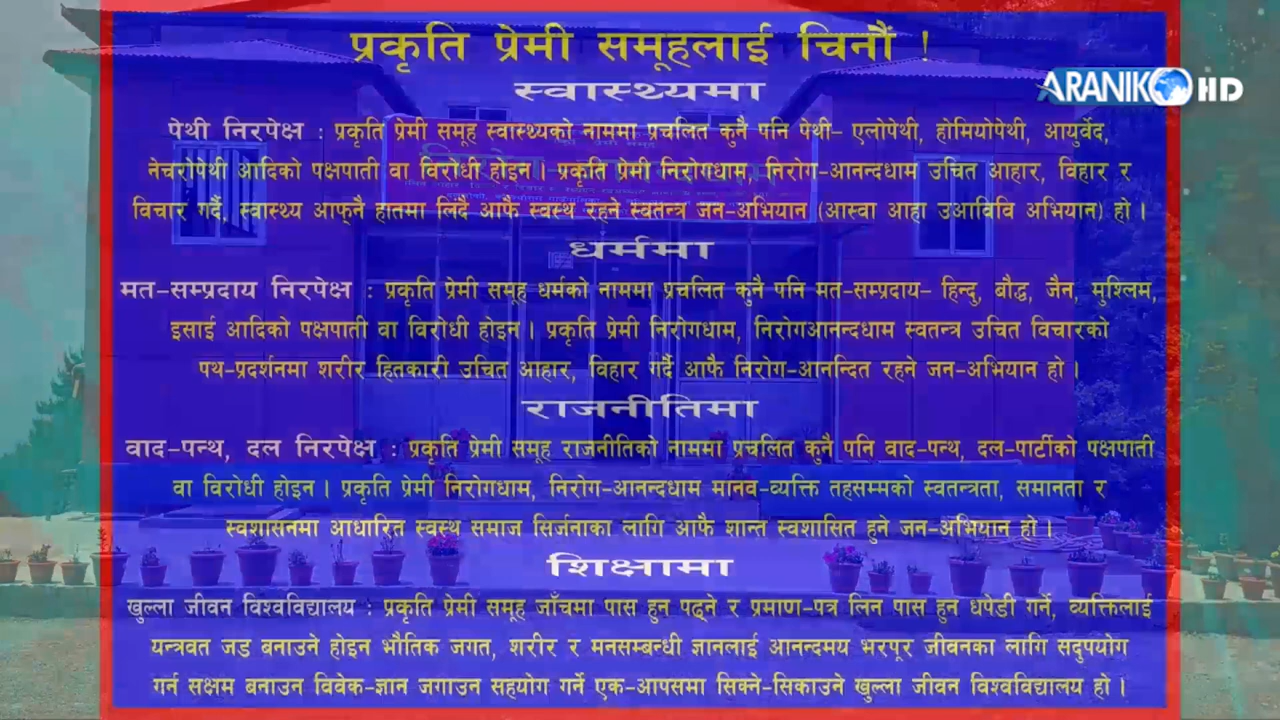 प्रकृति प्रेमी समूहलाई चिनौं !
ARANIKO HD
स्वास्थ्यमा
पेथी निरपेक्ष : प्रकृति प्रेमी समूह स्वास्थ्यको नाममा प्रचलित कुनै पनि पेथी– एलोपेथी, होमियोपेथी, आयुर्वेद,
नेचरोपेथी आदिको पक्षपाती वा विरोधी होइन। प्रकृति प्रेमी निरोगधाम, निरोग-आनन्दधाम उचित आहार, विहार र
विचार गर्दै, स्वास्थ्य आफ्नै हातमा लिंदै आफै स्वस्थ रहने स्वतन्त्र जन-अभियान (आस्वा आहा उआविवि अभियान) हो।
धर्ममा
मत-सम्प्रदाय निरपेक्ष : प्रकृति प्रेमी समूह धर्मको नाममा प्रचलित कुनै पनि मत-सम्प्रदाय– हिन्दु, बौद्ध, जैन, मुश्लिम,
इसाई आदिको पक्षपाती वा विरोधी होइन। प्रकृति प्रेमी निरोगधाम, निरोगआनन्दधाम स्वतन्त्र उचित विचारको
पथ-प्रदर्शनमा शरीर हितकारी उचित आहार, विहार गर्दै आफै निरोग-आनन्दित रहने जन-अभियान हो।
राजनीतिमा
वाद-पन्थ, दल निरपेक्ष : प्रकृति प्रेमी समूह राजनीतिको नाममा प्रचलित कुनै पनि वाद-पन्थ, दल-पार्टीको पक्षपाती
वा विरोधी होइन। प्रकृति प्रेमी निरोगधाम, निरोग-आनन्दधाम मानव-व्यक्ति तहसम्मको स्वतन्त्रता, समानता र
स्वशासनमा आधारित स्वस्थ समाज सिर्जनाका लागि आफै शान्त स्वशासित हुने जन-अभियान हो।
शिक्षामा
खुल्ला जीवन विश्वविद्यालय : प्रकृति प्रेमी समूह जाँचमा पास हुन पढ्ने र प्रमाण-पत्र लिन पास हुन धपेडी गर्ने, व्यक्तिलाई
यन्त्रवत जड बनाउने होइन भौतिक जगत, शरीर र मनसम्बन्धी ज्ञानलाई आनन्दमय भरपूर जीवनका लागि सदुपयोग
गर्न सक्षम बनाउन विवेक-ज्ञान जगाउन सहयोग गर्ने एक-आपसमा सिक्ने-सिकाउने खुल्ला जीवन विश्वविद्यालय हो।